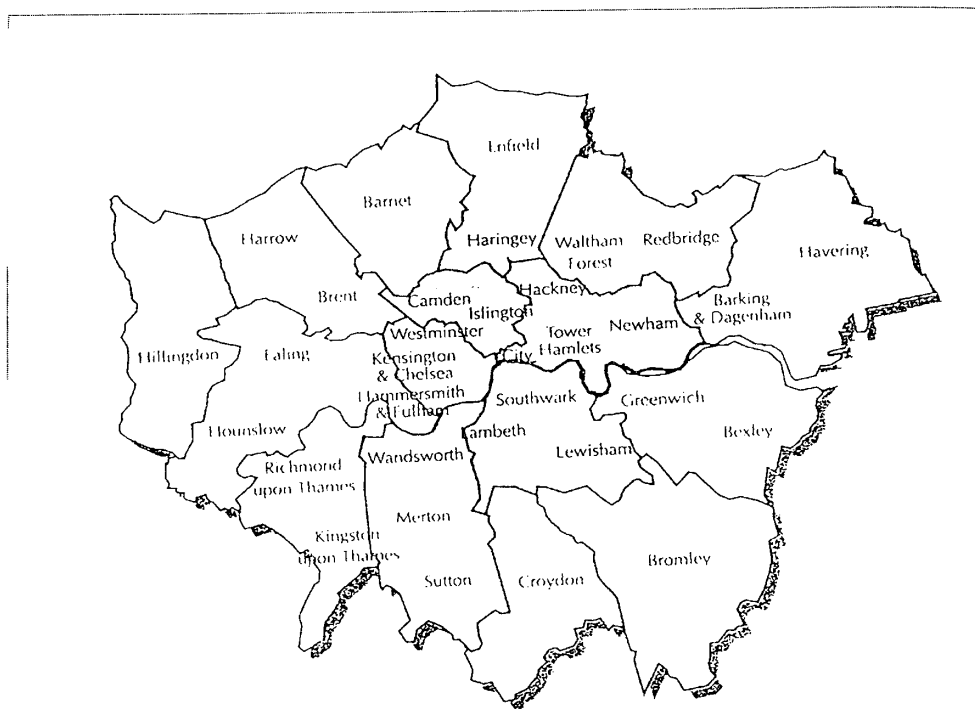 Enfield
Barnet
Harrow
Haringey
Waltham
Forest
Redbridge
Havering
Brent
Camden
Islington
Hackney
Barking
& Dagenham
Westminster
Tower
Hamlets
Newham
Hillingdon
Ealing
Kensington
& Chelsea
City
Hammersmith
& Fulham
Southwark
Greenwich
Hounslow
Lambeth
Bexley
Richmond
upon Thames
Wandsworth
Lewisham
Merton
Kingston
upon Thames
Sutton
Croydon
Bromley